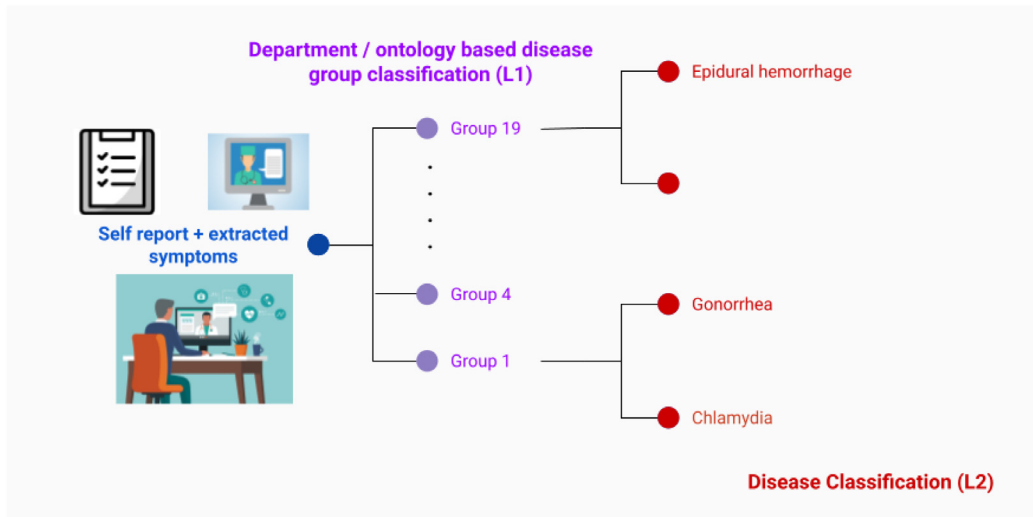 Department / ontology based disease
group classification (L1)
Epidural hemorrhage
Group 19
Self report + extracted
symptoms
Group 4
Gonorrhea
Group 1
Chlamydia
Disease Classification (L2)